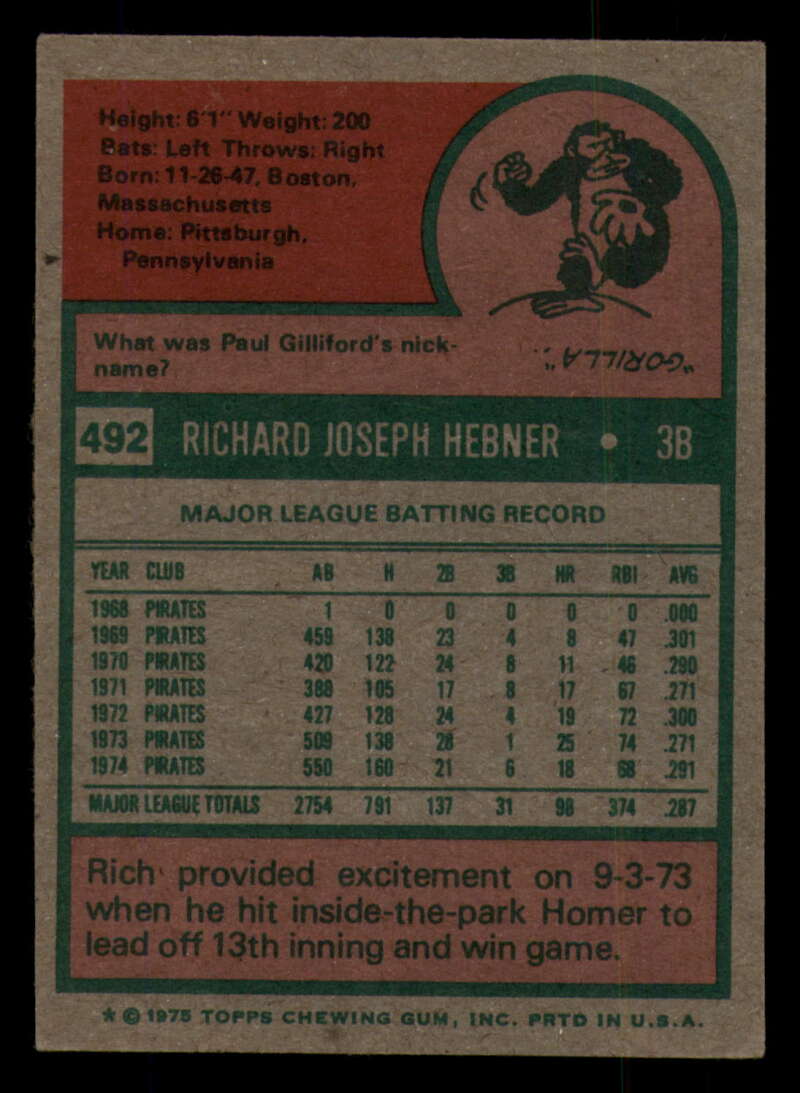 Height: 6'1" Weight: 200
Bats: Left Throws: Right
Born: 11-26-47, Boston,
Massachusetts
Home: Pittsburgh,
Pennsylvania
What was Paul Gilliford's nick-
name?
"GORILLA".
492 RICHARD JOSEPH HEBNER • 3B
MAJOR LEAGUE BATTING RECORD
YEAR CLUB AB H 2B 3B HR RBI AVG
1968 PIRATES 1 0 0 0 0 0 .000
1969 PIRATES 459 138 23 4 8 47 .301
1970 PIRATES 420 122 24 8 11 46 .290
1971 PIRATES 388 105 17 8 17 67 .271
1972 PIRATES 427 128 24 4 19 72 .300
1973 PIRATES 509 138 28 1 25 74 .271
1974 PIRATES 550 160 21 6 18 68 .291
MAJOR LEAGUE TOTALS 2754 791 137 31 98 374 .287
Rich provided excitement on 9-3-73
when he hit inside-the-park Homer to
lead off 13th inning and win game.
* © 1975 TOPPS CHEWING GUM, INC. PRTD IN U.S.A.